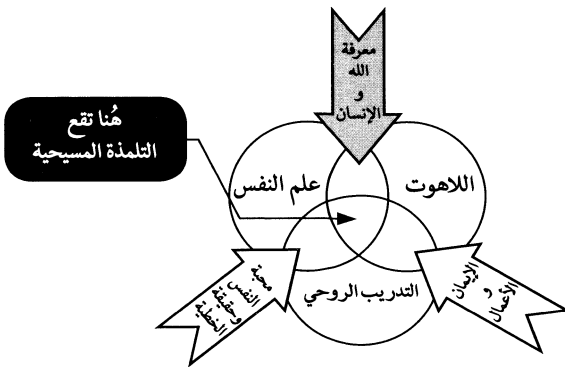 معرفة
الله
و
الإنسان
هُنا تقع
التلمذة المسيحية
اللاهوت
علم النفس
التدريب الروحي
الإيمان
و
الأعمال
محبة
النفس
وحقيقة
الخطية